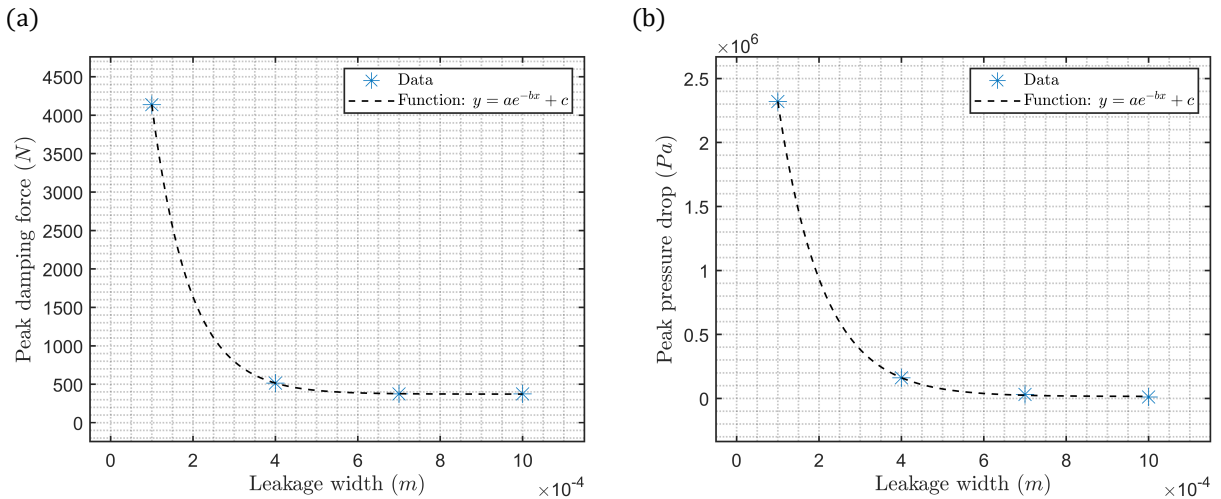 (a)
4500
4000
3500
3000
2500
2000
1500
1000
500
0
Peak damping force (N)
Data
Function: y = ae^{-bx} + c
0 2 4 6 8 10
Leakage width (m)
×10^{-4}
(b)
×10^6
2.5
2
1.5
1
0.5
0
Peak pressure drop (Pa)
Data
Function: y = ae^{-bx} + c
0 2 4 6 8 10
Leakage width (m)
×10^{-4}